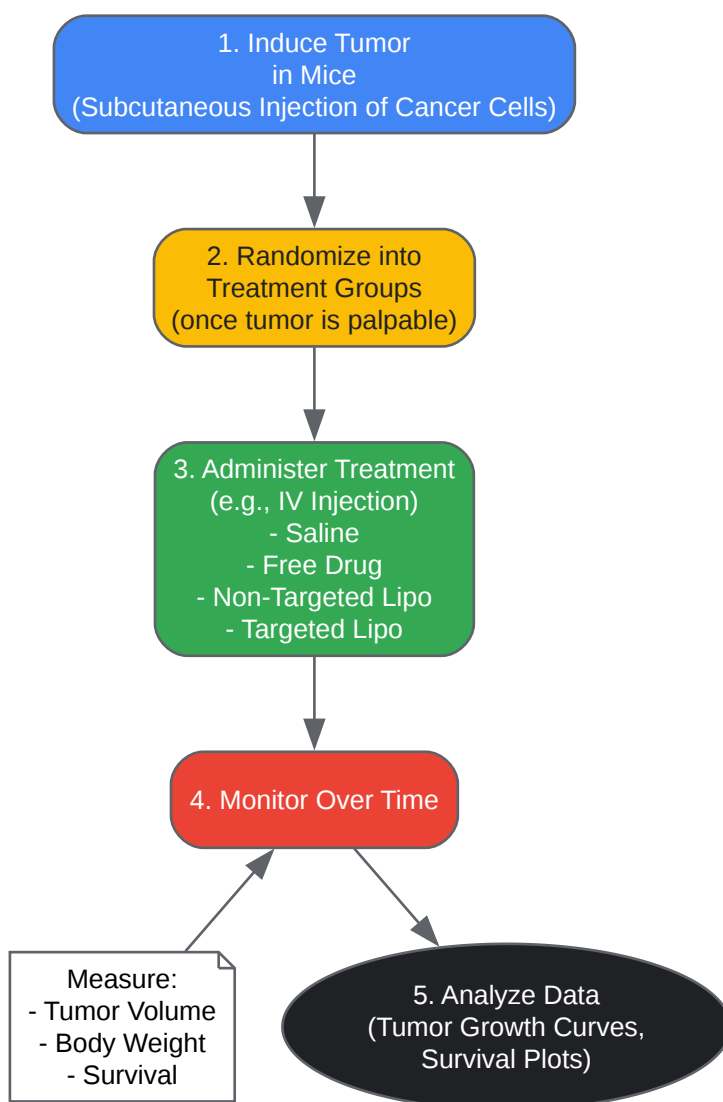 1. Induce Tumor
in Mice
(Subcutaneous Injection of Cancer Cells)
2. Randomize into
Treatment Groups
(once tumor is palpable)
3. Administer Treatment
(e.g., IV Injection)
- Saline
- Free Drug
- Non-Targeted Lipo
- Targeted Lipo
4. Monitor Over Time
Measure:
- Tumor Volume
- Body Weight
- Survival
5. Analyze Data
(Tumor Growth Curves,
Survival Plots)